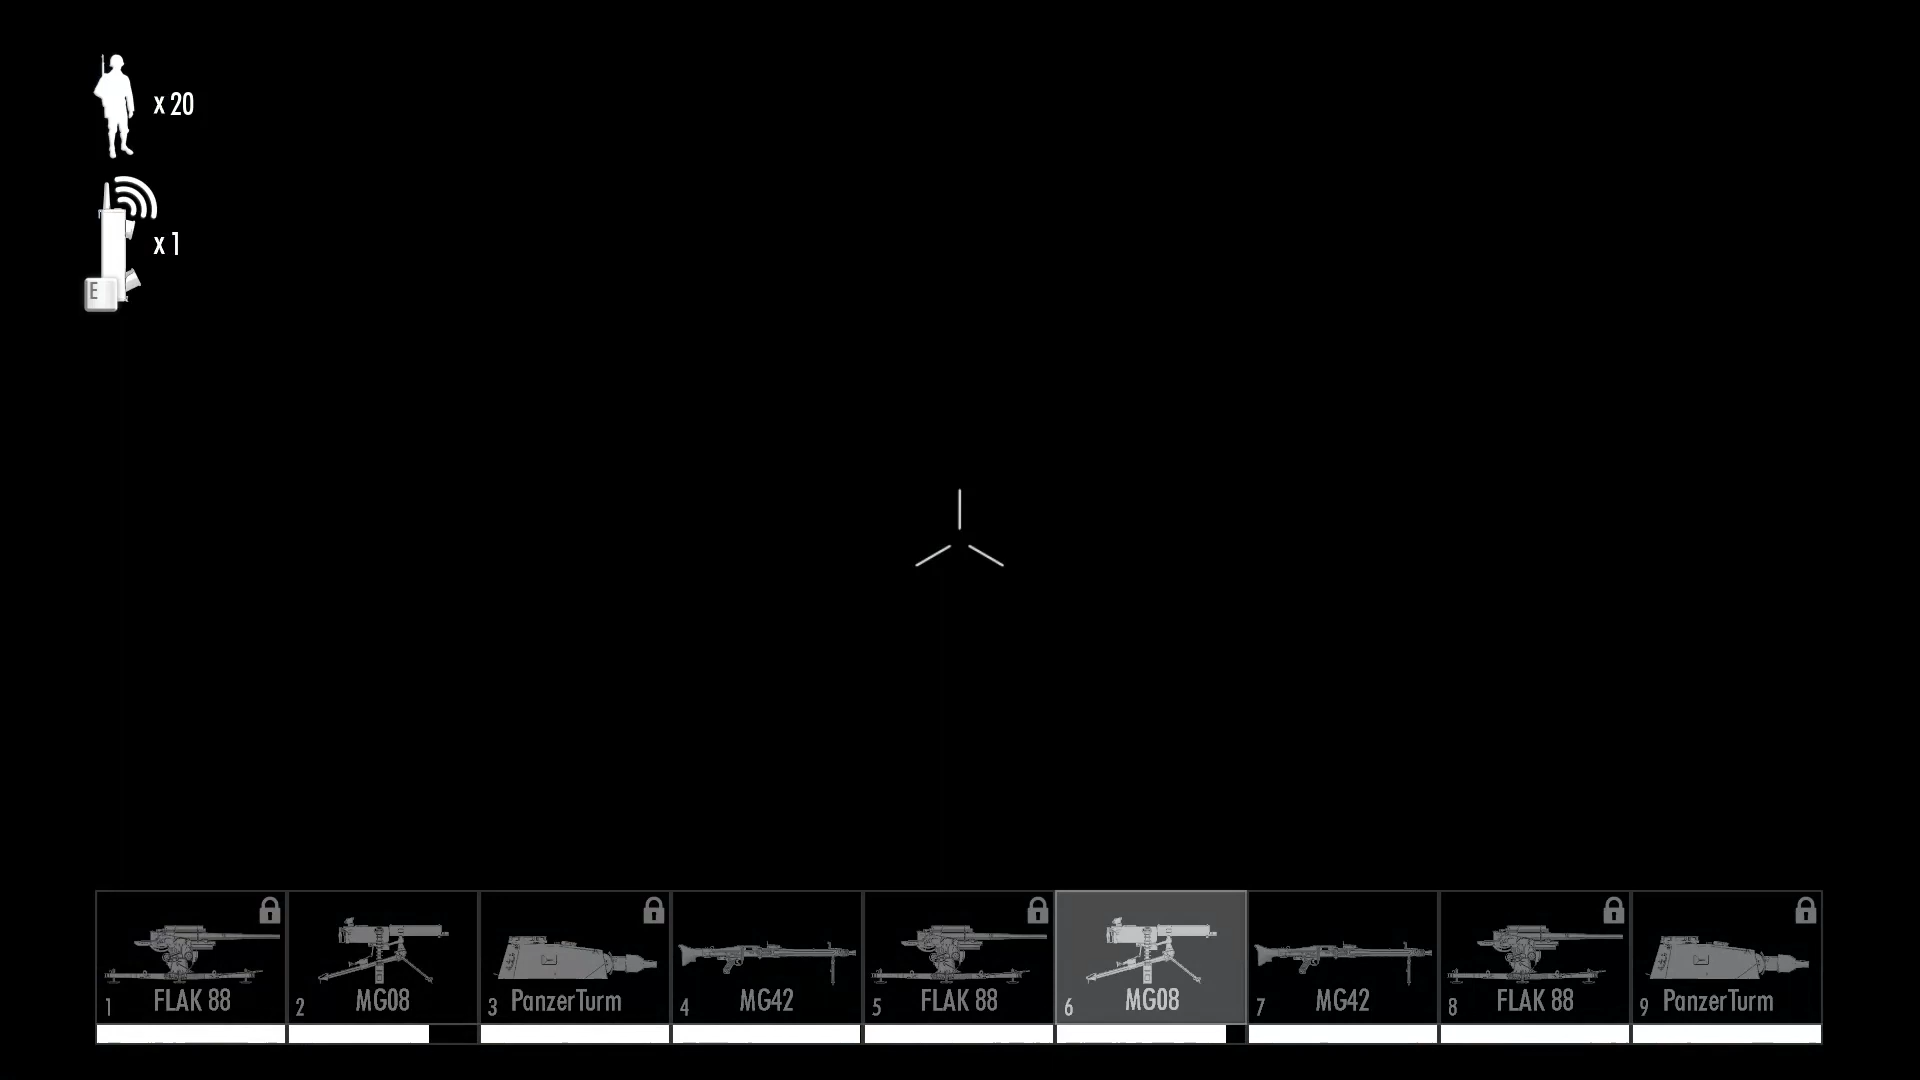 x 20
x 1
E
1 FLAK 88
2 MG08
3 PanzerTurm
4 MG42
5 FLAK 88
6 MG08
7 MG42
8 FLAK 88
9 PanzerTurm